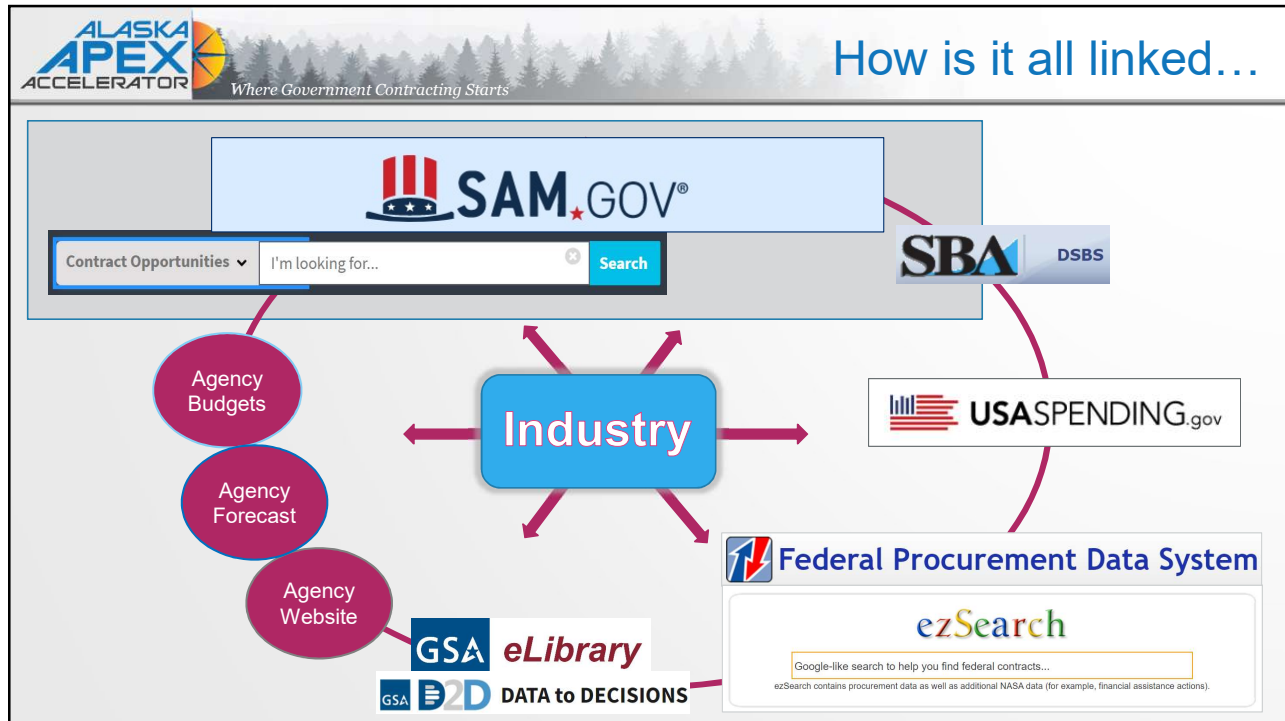 ALASKA
APEX
ACCELERATOR
Where Government Contracting Starts
How is it all linked…
SAM.GOV®
Contract Opportunities
I'm looking for...
Search
SBA DSBS
Agency
Budgets
Industry
USASPENDING.gov
Agency
Forecast
Federal Procurement Data System
Agency
Website
ezSearch
GSA eLibrary
Google-like search to help you find federal contracts...
GSA D2D DATA to DECISIONS
ezSearch contains procurement data as well as additional NASA data (for example, financial assistance actions).